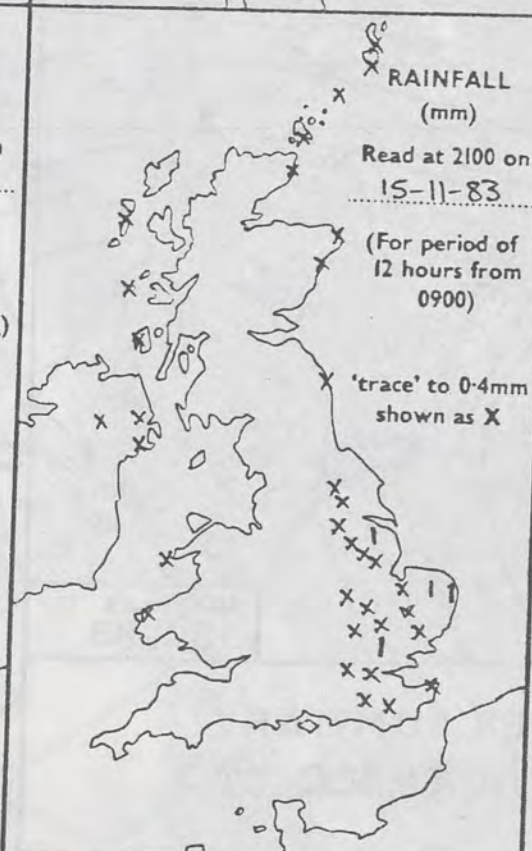 RAINFALL
(mm)
Read at 2100 on
15-11-83
(For period of
12 hours from
0900)
'trace' to 0·4mm
shown as X